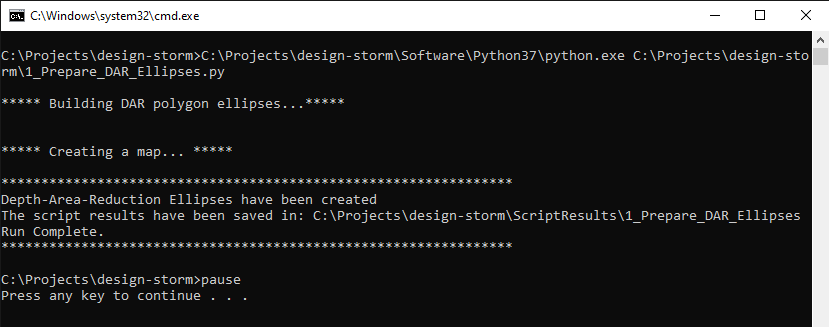 C:\Windows\system32\cmd.exe
C:\Projects\design-storm>C:\Projects\design-storm\Software\Python37\python.exe C:\Projects\design-sto
rm\1_Prepare_DAR_Ellipses.py
***** Building DAR polygon ellipses...*****
***** Creating a map... *****
****************************************************************
Depth-Area-Reduction Ellipses have been created
The script results have been saved in: C:\Projects\design-storm\ScriptResults\1_Prepare_DAR_Ellipses
Run Complete.
****************************************************************
C:\Projects\design-storm>pause
Press any key to continue . . .